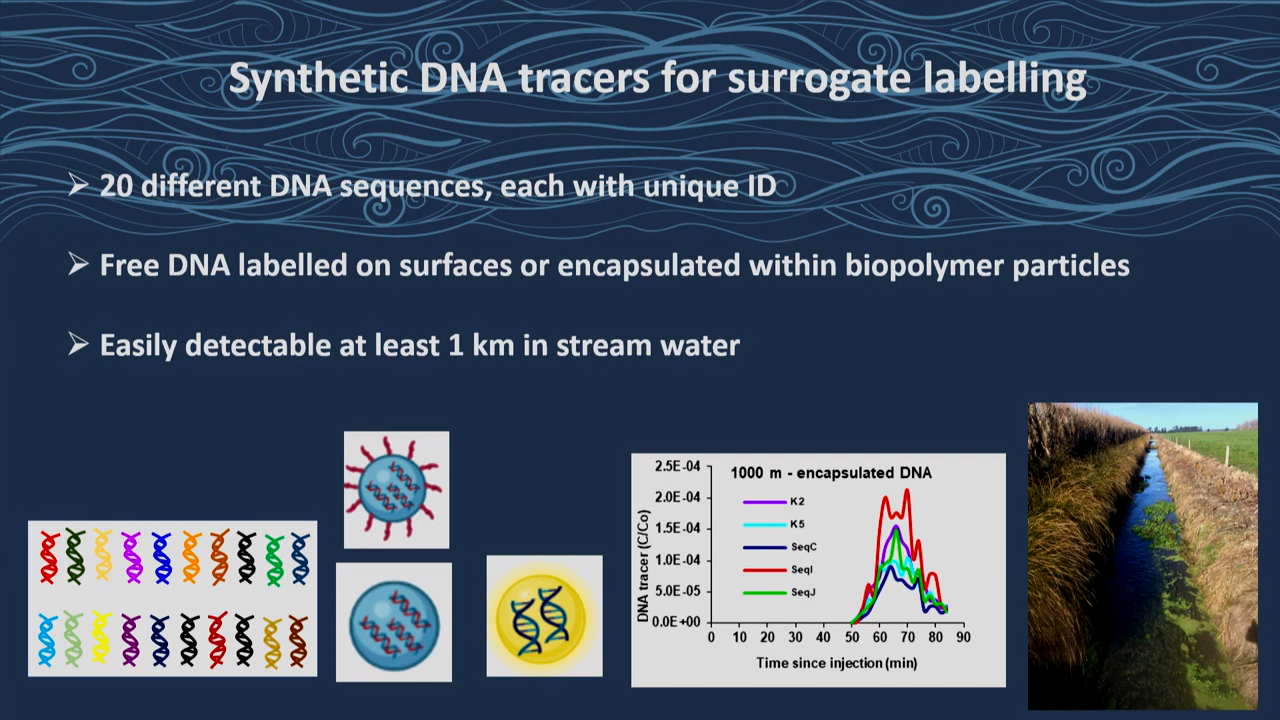 Synthetic DNA tracers for surrogate labelling
➢ 20 different DNA sequences, each with unique ID
➢ Free DNA labelled on surfaces or encapsulated within biopolymer particles
➢ Easily detectable at least 1 km in stream water
1000 m - encapsulated DNA
DNA tracer (C/Co)
2.5E-04
2.0E-04
1.5E-04
1.0E-04
5.0E-05
0.0E+00
K2
K5
SeqC
SeqI
SeqJ
0 10 20 30 40 50 60 70 80 90
Time since injection (min)